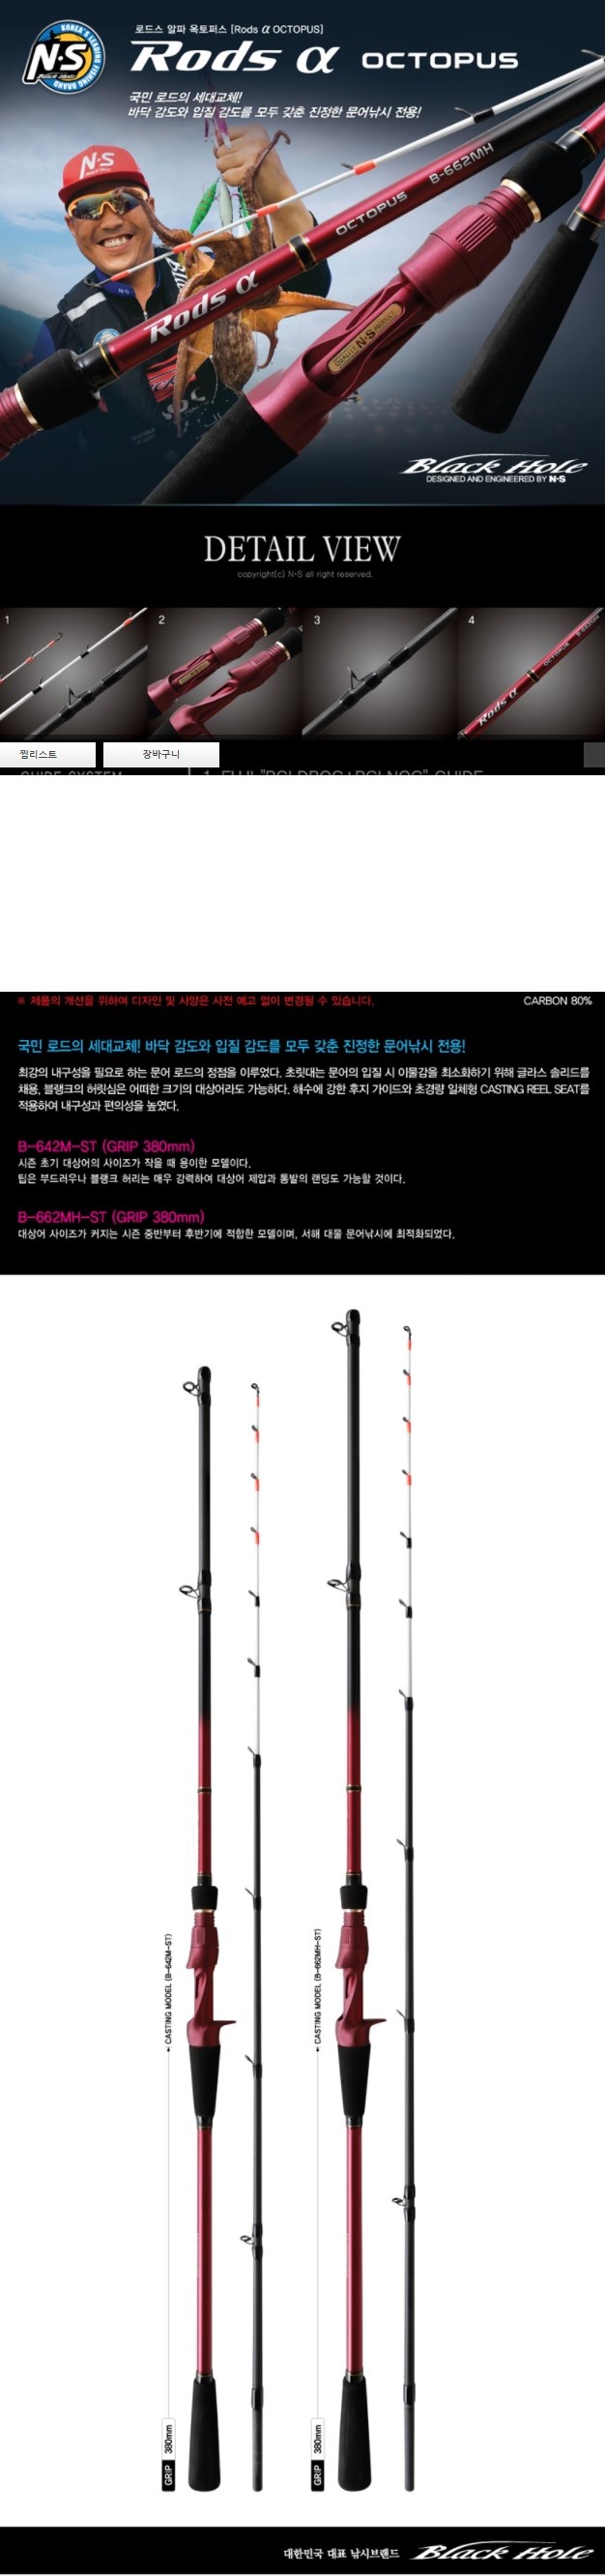 로드스 알파 옥토퍼스 [Rods α OCTOPUS]
KOREA'S LEADING FISHING BRAND
N·S
Black Hole
Rods α OCTOPUS
국민 로드의 세대교체!
바닥 감도와 입질 감도를 모두 갖춘 진정한 문어낚시 전용!
N·S
OCTOPUS B-662MH
Rods α
QUALITY N·S PRODUCT
Black Hole
DESIGNED AND ENGINEERED BY N·S
DETAIL VIEW
copyright(c) N·S all right reserved.
1 2 3 4
Rods α OCTOPUS
찜리스트 장바구니
※ 제품의 개선을 위하여 디자인 및 사양은 사전 예고 없이 변경될 수 있습니다. CARBON 80%
국민 로드의 세대교체! 바닥 감도와 입질 감도를 모두 갖춘 진정한 문어낚시 전용!
최강의 내구성을 필요로 하는 문어 로드의 정점을 이루었다. 초릿대는 문어의 입질 시 이물감을 최소화하기 위해 글라스 솔리드를
채용, 블랭크의 허릿심은 어떠한 크기의 대상어라도 가능하다. 해수에 강한 후지 가이드와 초경량 일체형 CASTING REEL SEAT를
적용하여 내구성과 편의성을 높였다.
B-642M-ST (GRIP 380mm)
시즌 초기 대상어의 사이즈가 작을 때 용이한 모델이다.
팁은 부드러우나 블랭크 허리는 매우 강력하여 대상어 제압과 통발의 랜딩도 가능할 것이다.
B-662MH-ST (GRIP 380mm)
대상어 사이즈가 커지는 시즌 중반부터 후반기에 적합한 모델이며, 서해 대물 문어낚시에 최적화되었다.
CASTING MODEL (B-642M-ST)
CASTING MODEL (B-662MH-ST)
GRIP 380mm
GRIP 380mm
대한민국 대표 낚시브랜드 Black Hole